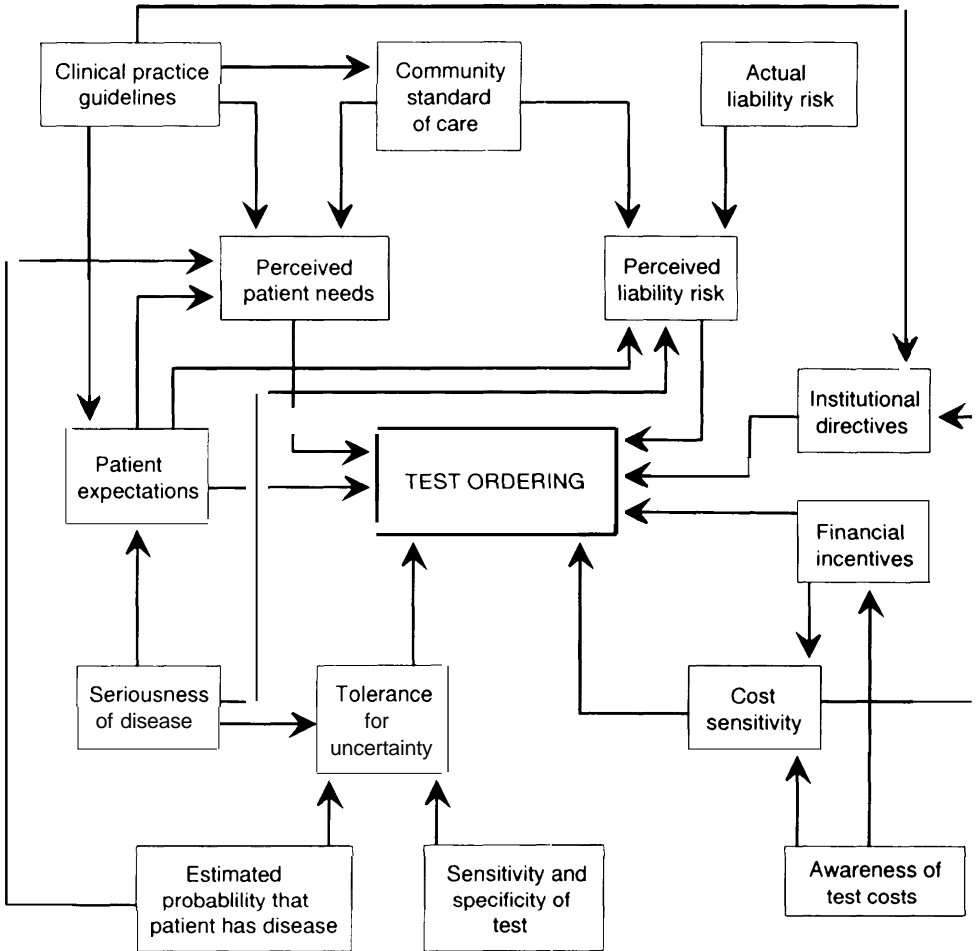 Clinical practice
guidelines
Community
standard
of care
Actual
liability risk
Perceived
patient needs
Perceived
liability risk
Institutional
directives
Patient
expectations
TEST ORDERING
Financial
incentives
Seriousness
of disease
Tolerance
for
uncertainty
Cost
sensitivity
Estimated
probablility that
patient has disease
Sensitivity and
specificity of
test
Awareness of
test costs